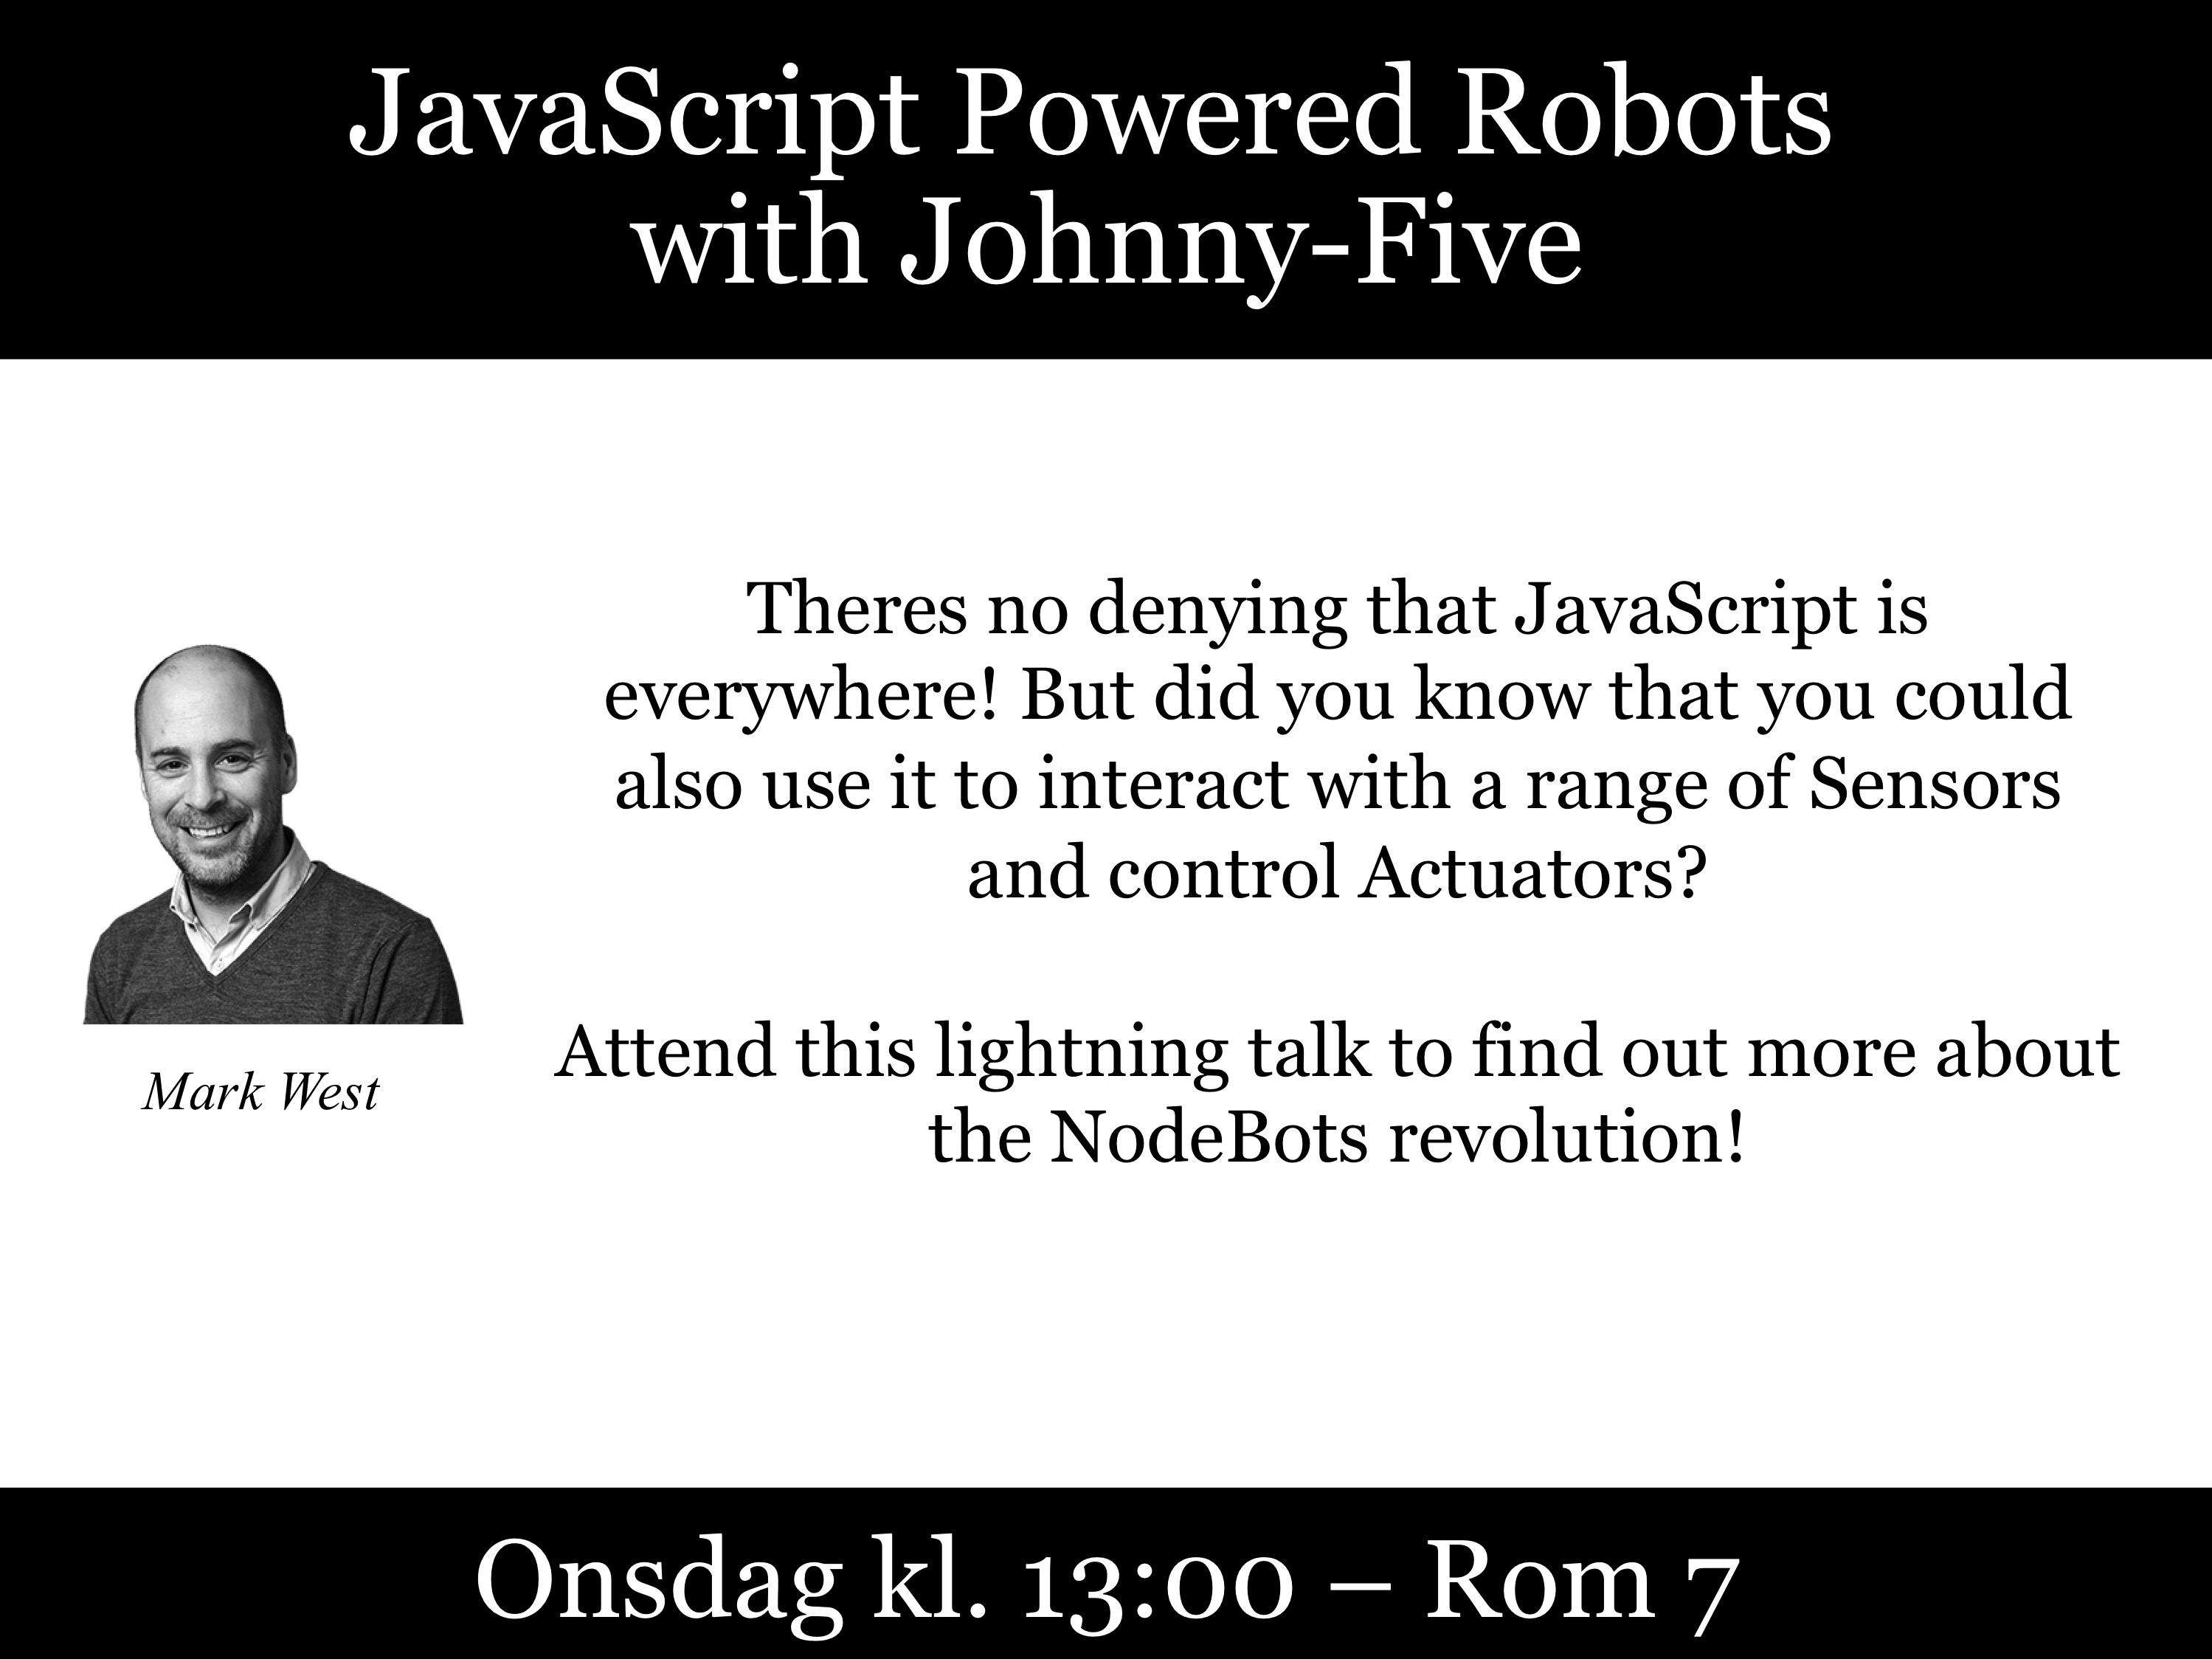 JavaScript Powered Robots
with Johnny-Five
Theres no denying that JavaScript is
everywhere! But did you know that you could
also use it to interact with a range of Sensors
and control Actuators?
Attend this lightning talk to find out more about
the NodeBots revolution!
Mark West
Onsdag kl. 13:00 – Rom 7